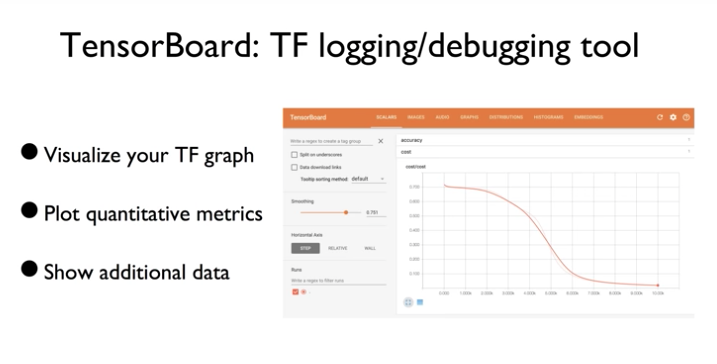 TensorBoard: TF logging/debugging tool
Visualize your TF graph
Plot quantitative metrics
Show additional data
TensorBoard
SCALARS IMAGES AUDIO GRAPHS DISTRIBUTIONS HISTOGRAMS EMBEDDINGS
Write a regex to create a tag group
Split on underscores
Data download links
Tooltip sorting method: default
Smoothing
0.761
Horizontal Axis
STEP RELATIVE WALL
Runs
Write a regex to filter runs
accuracy
cost
cost/cost
0.700
0.600
0.500
0.400
0.300
0.200
0.100
0.000 1.000k 2.000k 3.000k 4.000k 5.000k 6.000k 7.000k 8.000k 9.000k 10.00k